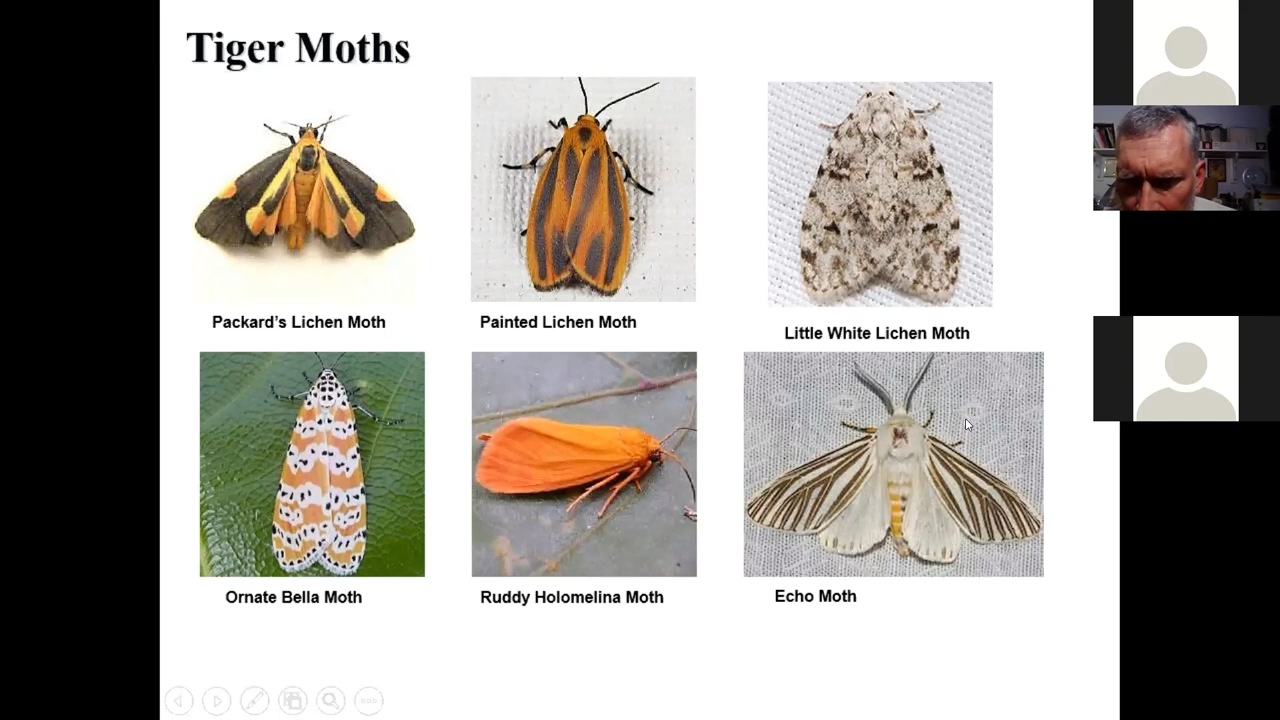 Tiger Moths
Packard's Lichen Moth
Painted Lichen Moth
Little White Lichen Moth
Ornate Bella Moth
Ruddy Holomelina Moth
Echo Moth